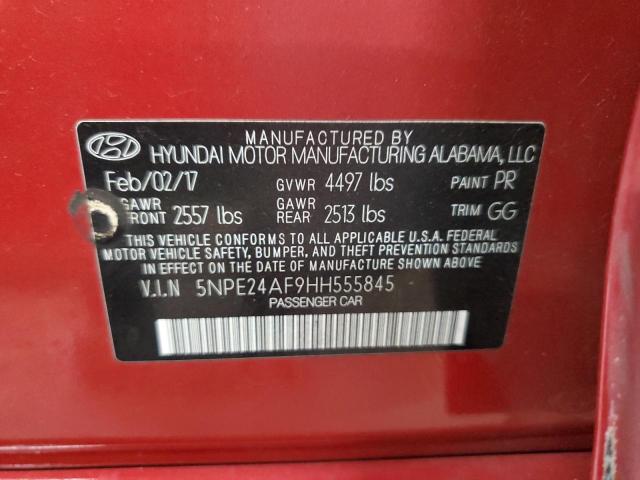 MANUFACTURED BY
HYUNDAI MOTOR MANUFACTURING ALABAMA, LLC
Feb/02/17 GVWR 4497 lbs PAINT PR
GAWR FRONT 2557 lbs GAWR REAR 2513 lbs TRIM GG
THIS VEHICLE CONFORMS TO ALL APPLICABLE U.S.A. FEDERAL
MOTOR VEHICLE SAFETY, BUMPER, AND THEFT PREVENTION STANDARDS
IN EFFECT ON THE DATE OF MANUFACTURE SHOWN ABOVE.
V.I.N 5NPE24AF9HH555845
PASSENGER CAR